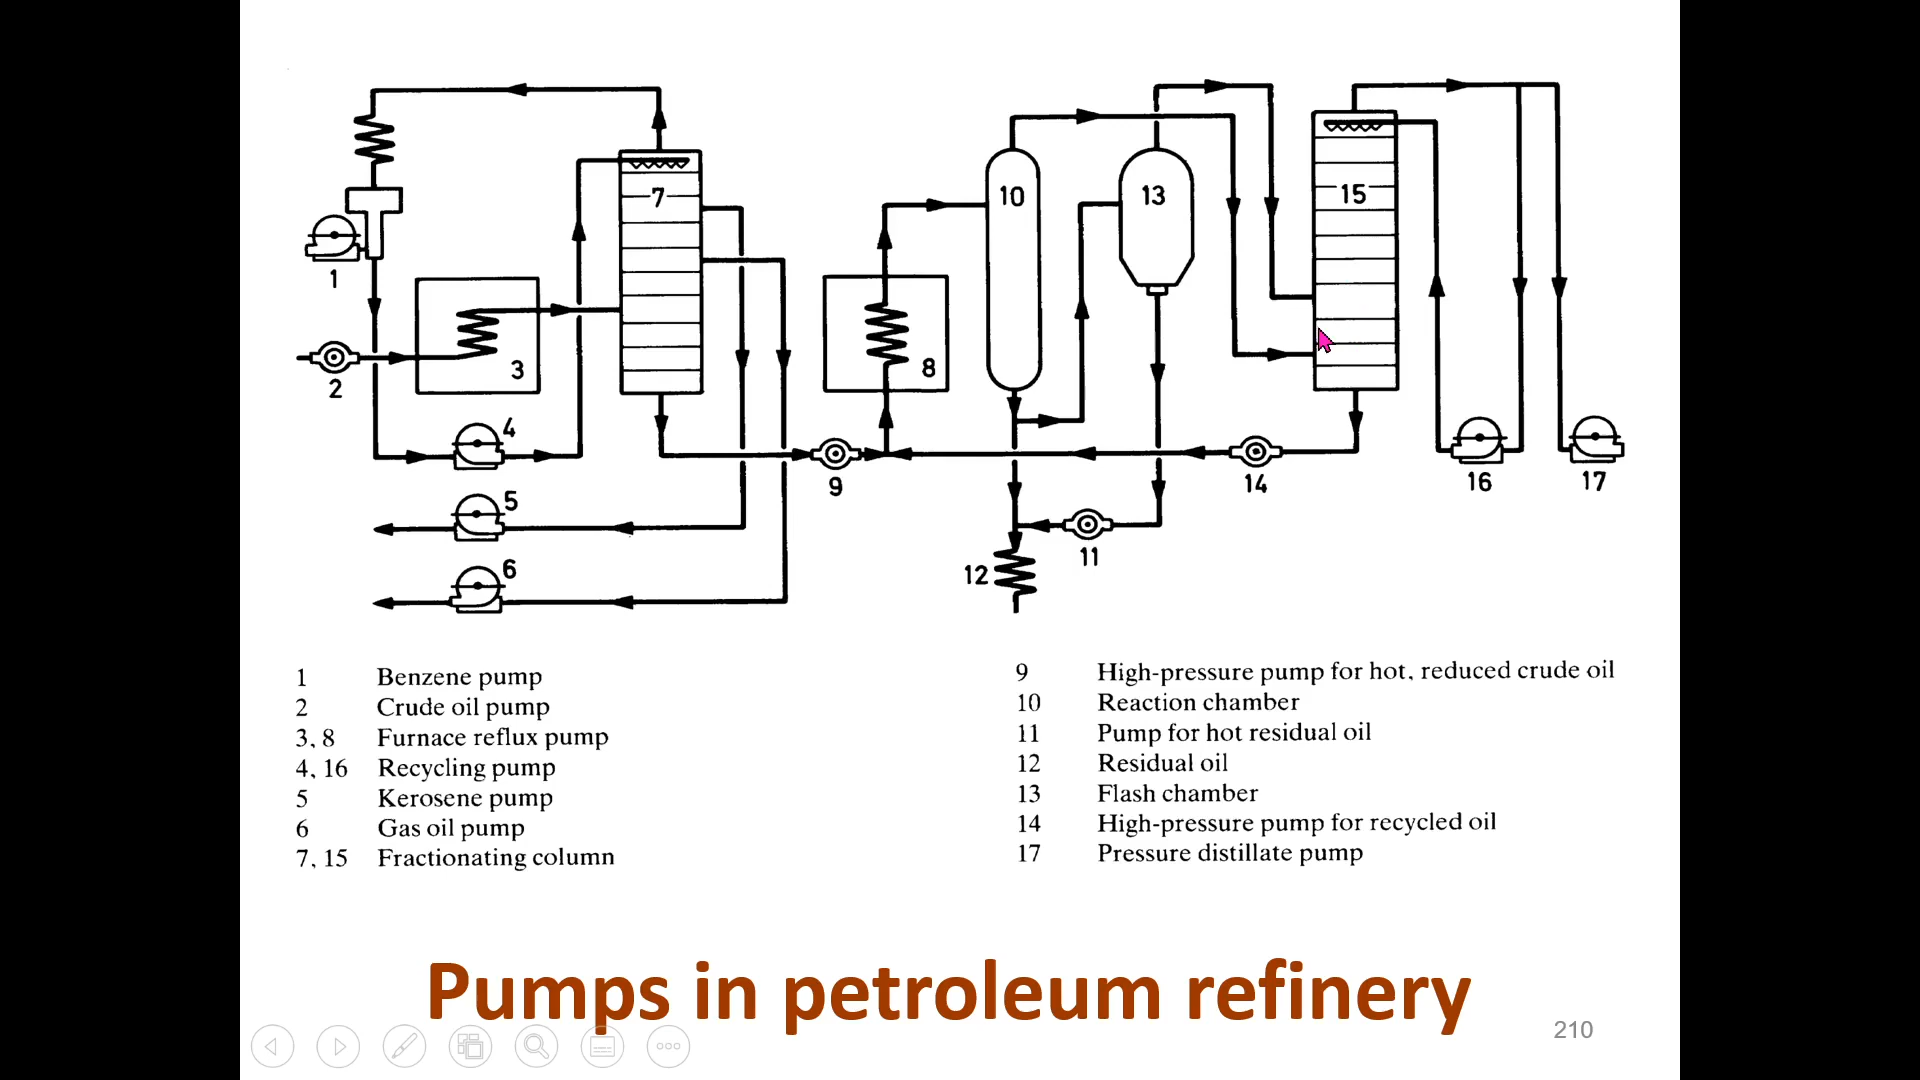 7
10
13
15
1
3
8
2
4
9
14
16
17
5
11
12
6
1 Benzene pump
2 Crude oil pump
3, 8 Furnace reflux pump
4, 16 Recycling pump
5 Kerosene pump
6 Gas oil pump
7, 15 Fractionating column
9 High-pressure pump for hot, reduced crude oil
10 Reaction chamber
11 Pump for hot residual oil
12 Residual oil
13 Flash chamber
14 High-pressure pump for recycled oil
17 Pressure distillate pump
Pumps in petroleum refinery
210